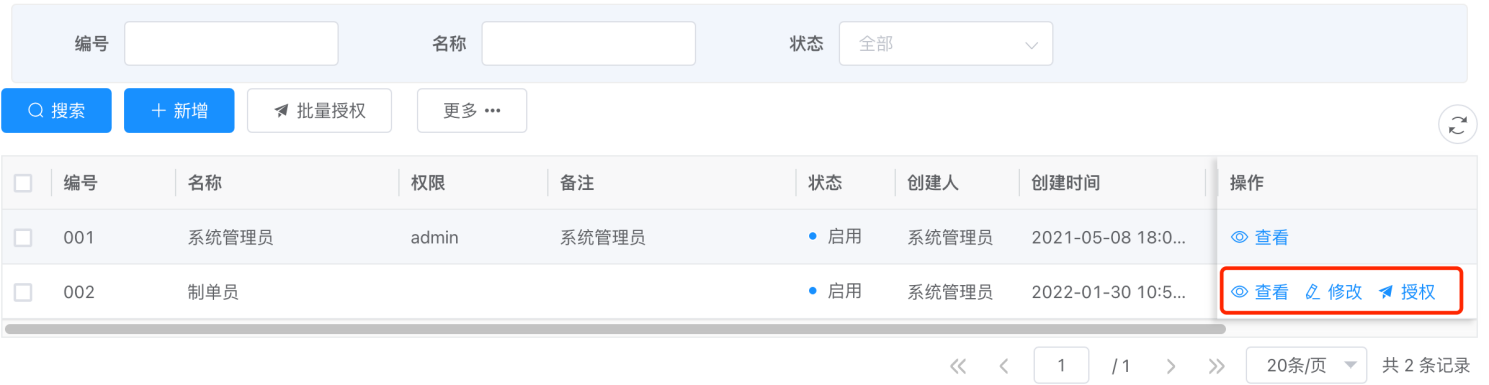 编号 名称 状态 全部
搜索 新增 批量授权 更多 •••
编号 名称 权限 备注 状态 创建人 创建时间 操作
001 系统管理员 admin 系统管理员 启用 系统管理员 2021-05-08 18:0... 查看
002 制单员 启用 系统管理员 2022-01-30 10:5... 查看 修改 授权
1 /1 20条/页 共 2 条记录